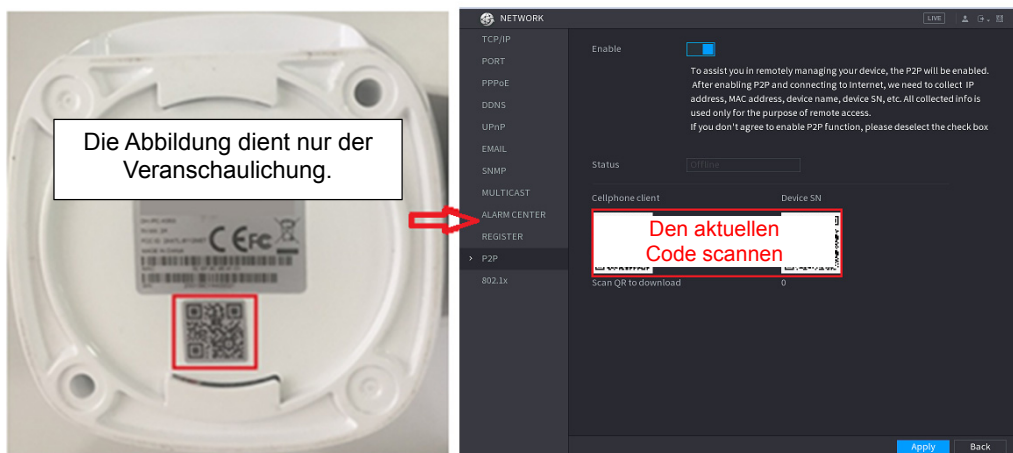 Die Abbildung dient nur der
Veranschaulichung.
MADE IN CHINA
CE FC
NETWORK
LIVE
TCP/IP
PORT
PPPoE
DDNS
UPnP
EMAIL
SNMP
MULTICAST
ALARM CENTER
REGISTER
P2P
802.1x
Enable
To assist you in remotely managing your device, the P2P will be enabled.
After enabling P2P and connecting to Internet, we need to collect IP
address, MAC address, device name, device SN, etc. All collected info is
used only for the purpose of remote access.
If you don't agree to enable P2P function, please deselect the check box
Status
Offline
Cellphone client
Device SN
Den aktuellen
Code scannen
Scan QR to download
0
Apply
Back